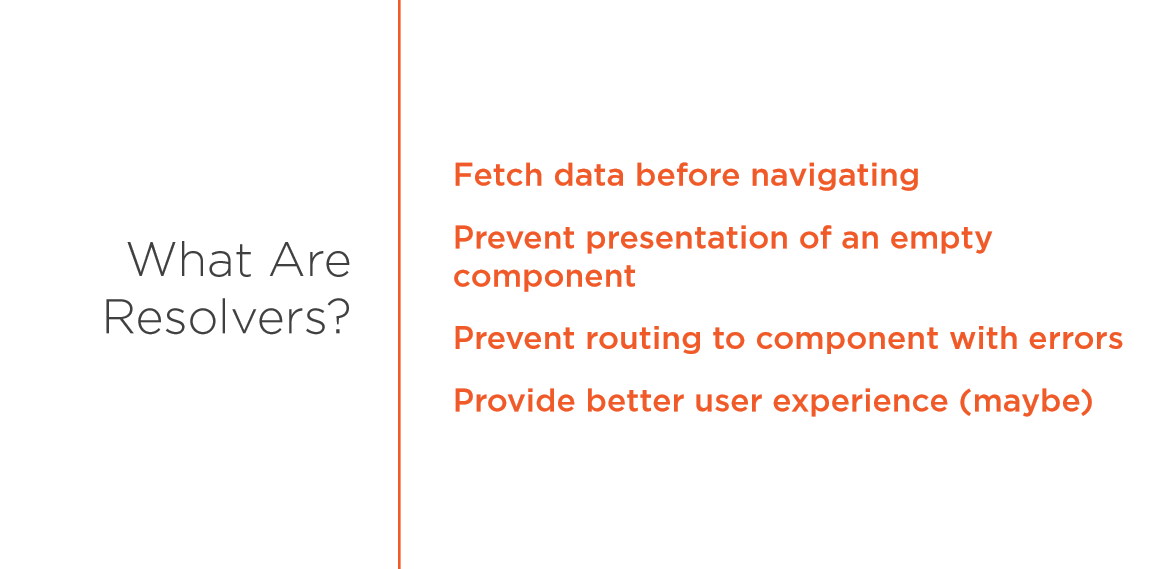 What Are
Resolvers?
Fetch data before navigating
Prevent presentation of an empty
component
Prevent routing to component with errors
Provide better user experience (maybe)